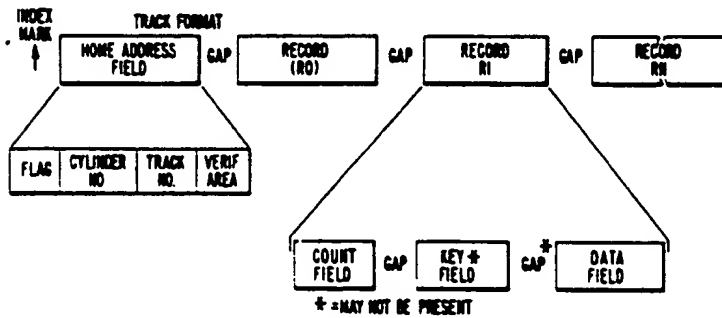 INDEX
MARK
TRACK FORMAT
HOME ADDRESS
FIELD
GAP
RECORD
(RO)
GAP
RECORD
RI
GAP
RECORD
RN
FLAG
CYLINDER
NO
TRACK
NO.
VERIF
AREA
COUNT
FIELD
GAP
KEY *
FIELD
GAP *
DATA
FIELD
* = MAY NOT BE PRESENT